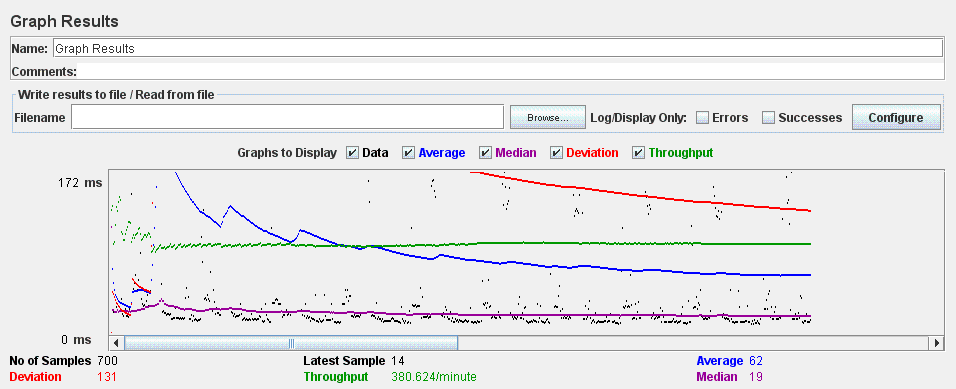 Graph Results
Name: Graph Results
Comments:
Write results to file / Read from file
Filename Browse... Log/Display Only: Errors Successes Configure
Graphs to Display Data Average Median Deviation Throughput
172 ms
0 ms
No of Samples 700 Latest Sample 14 Average 62
Deviation 131 Throughput 380.624/minute Median 19